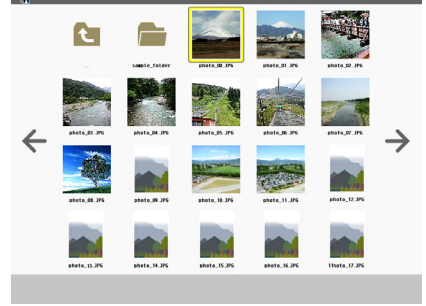 ...
sample_folder
photo_00.JPG
photo_01.JPG
photo_02.JPG
photo_03.JPG
photo_04.JPG
photo_05.JPG
photo_06.JPG
photo_07.JPG
photo_08.JPG
photo_09.JPG
photo_10.JPG
photo_11.JPG
photo_12.JPG
photo_13.JPG
photo_14.JPG
photo_15.JPG
photo_16.JPG
11hoto_17.JPG